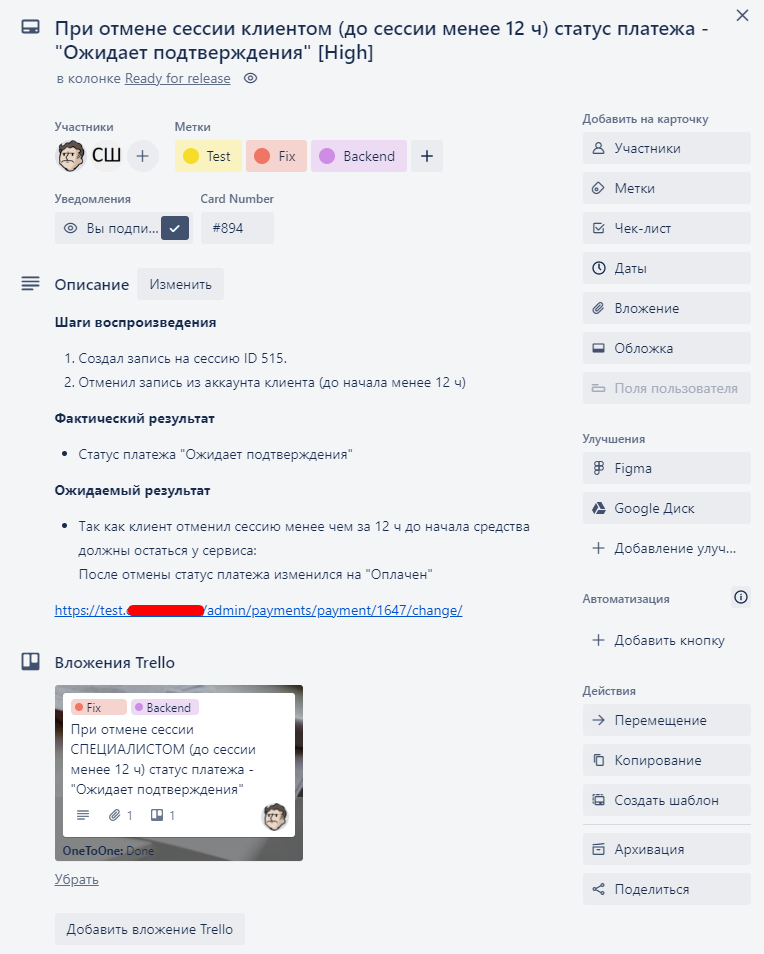 При отмене сессии клиентом (до сессии менее 12 ч) статус платежа -
"Ожидает подтверждения" [High]
в колонке Ready for release
Участники
Метки
СШ
Test
Fix
Backend
Уведомления
Card Number
Вы подпи...
#894
Описание
Изменить
Шаги воспроизведения
1. Создал запись на сессию ID 515.
2. Отменил запись из аккаунта клиента (до начала менее 12 ч)
Фактический результат
• Статус платежа "Ожидает подтверждения"
Ожидаемый результат
• Так как клиент отменил сессию менее чем за 12 ч до начала средства
должны остаться у сервиса:
После отмены статус платежа изменился на "Оплачен"
https://test. /admin/payments/payment/1647/change/
Вложения Trello
Fix
Backend
При отмене сессии
СПЕЦИАЛИСТОМ (до сессии
менее 12 ч) статус платежа -
"Ожидает подтверждения"
1
1
OneToOne: Done
Убрать
Добавить вложение Trello
Добавить на карточку
Участники
Метки
Чек-лист
Даты
Вложение
Обложка
Поля пользователя
Улучшения
Figma
Google Диск
Добавление улуч...
Автоматизация
Добавить кнопку
Действия
Перемещение
Копирование
Создать шаблон
Архивация
Поделиться